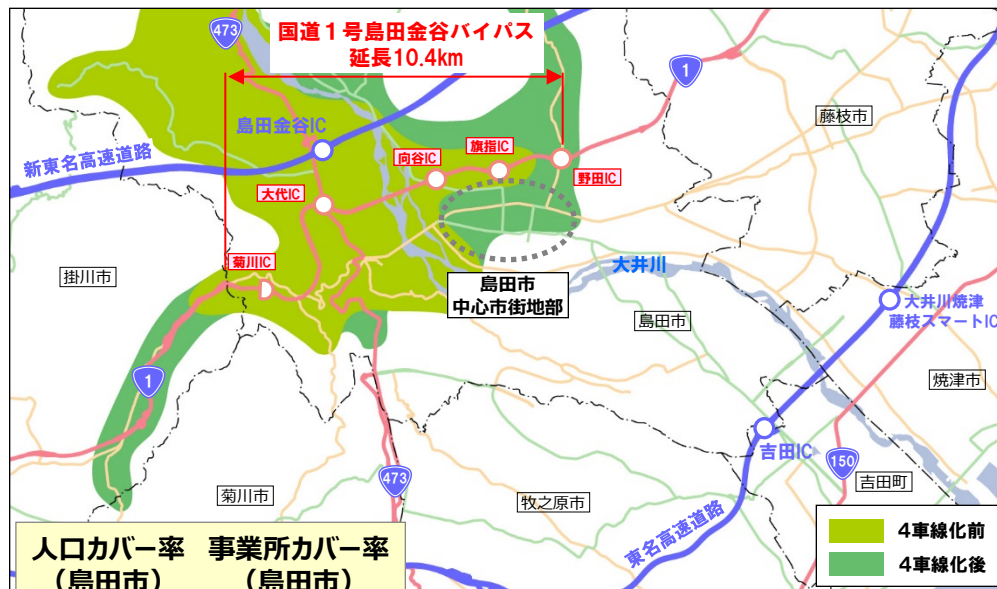 473
国道1号島田金谷バイパス
延長10.4km
1
藤枝市
島田金谷IC
旗指IC
新東名高速道路
向谷IC
野田IC
大代IC
菊川IC
掛川市
大井川
島田市
中心市街地部
島田市
大井川焼津
藤枝スマートIC
1
焼津市
吉田IC
473
150
菊川市
牧之原市
吉田町
東名高速道路
4車線化前
4車線化後
人口カバー率 事業所カバー率
(島田市) (島田市)